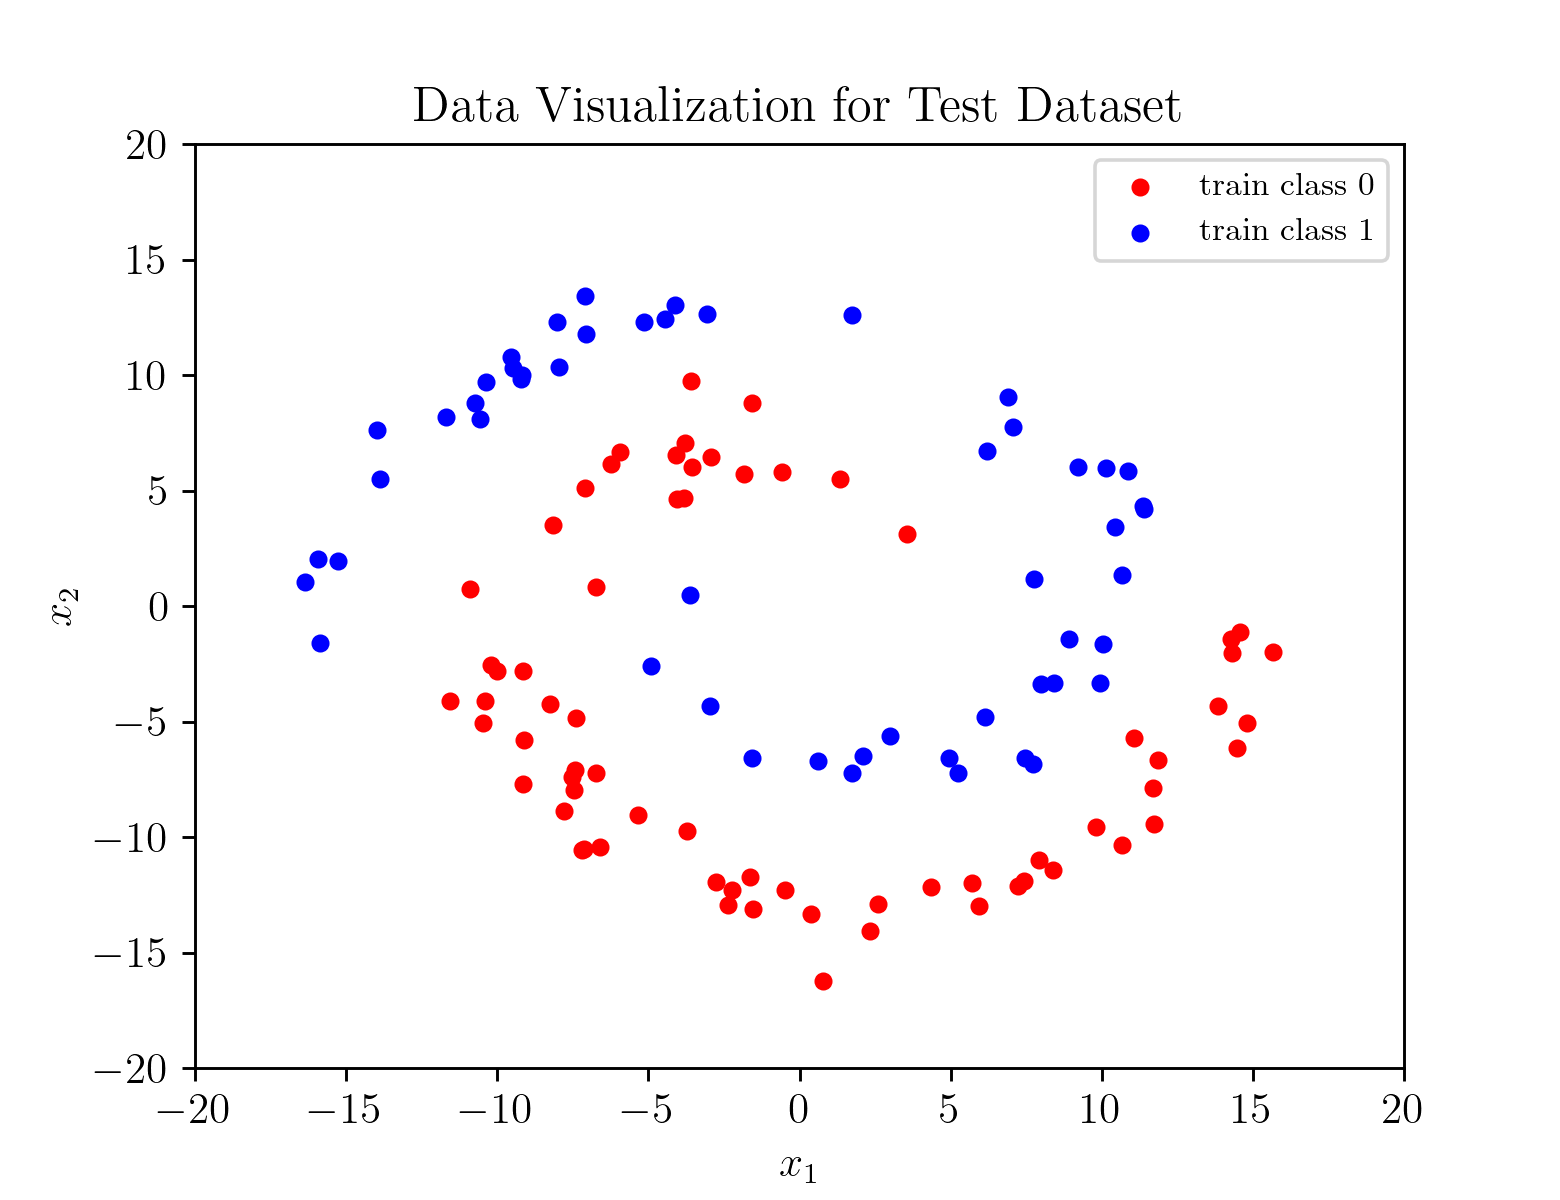 Data Visualization for Test Dataset
train class 0
train class 1
20
15
10
5
0
−5
−10
−15
−20
x₂
−20 −15 −10 −5 0 5 10 15 20
x₁